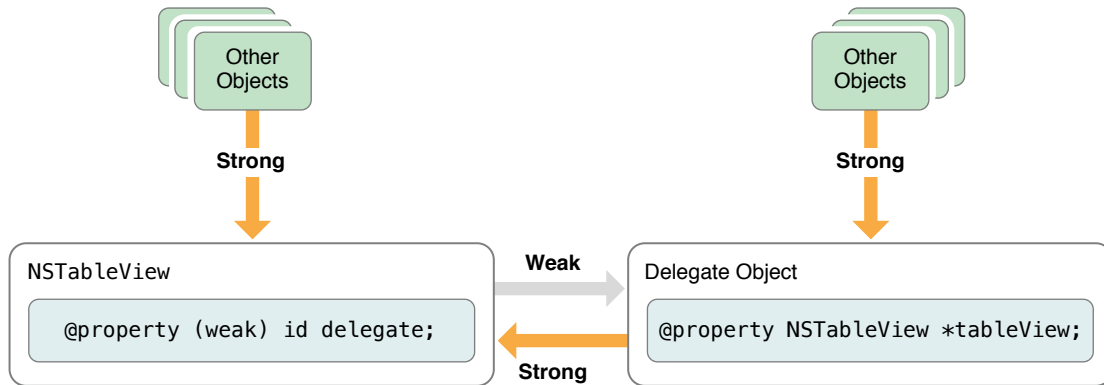 Other
Objects
Other
Objects
Strong
Strong
NSTableView
Weak
Delegate Object
@property (weak) id delegate;
@property NSTableView *tableView;
Strong